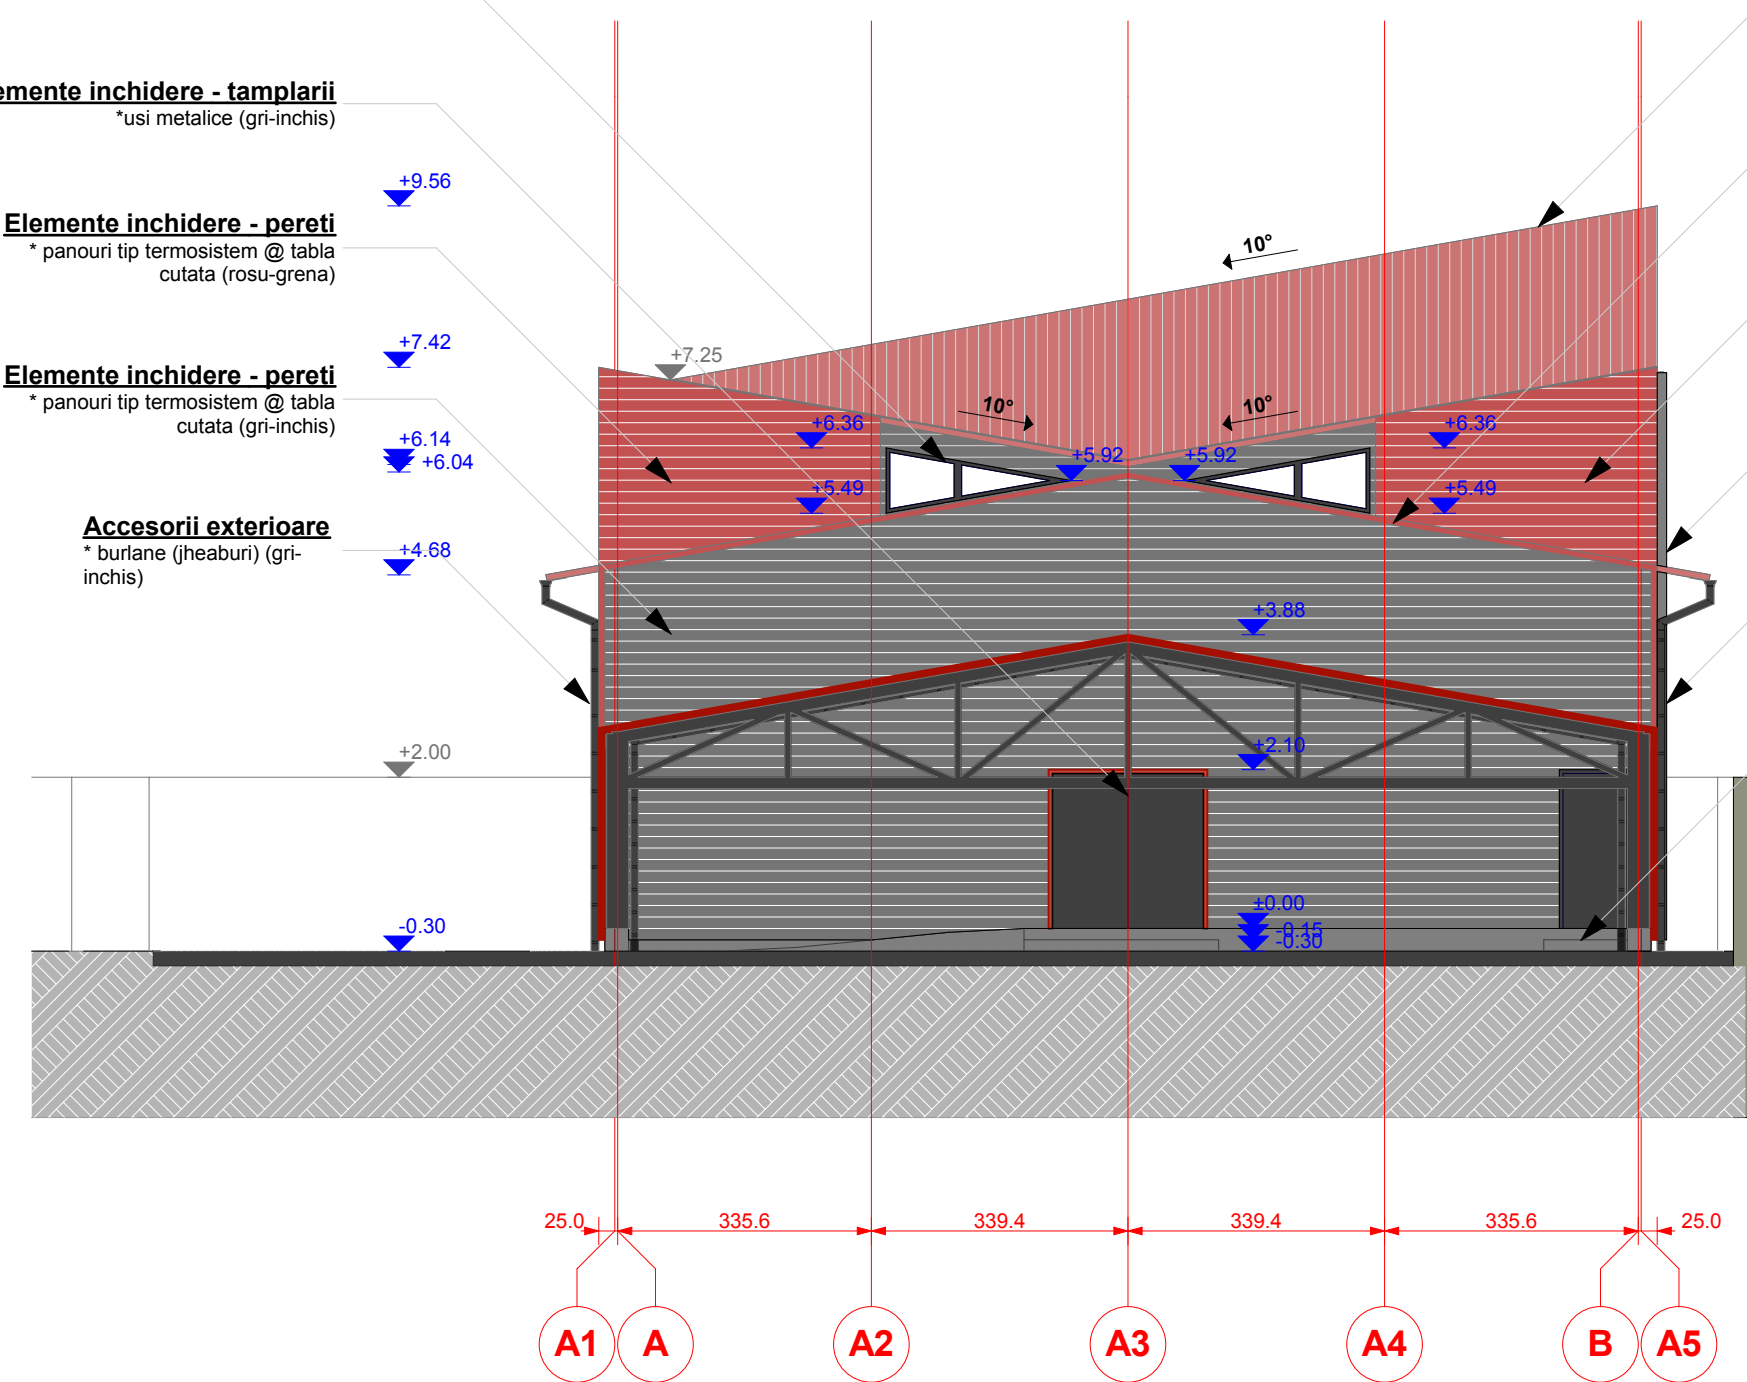 emente inchidere - tamplarii
*usi metalice (gri-inchis)
+9.56
Elemente inchidere - pereti
* panouri tip termosistem @ tabla
cutata (rosu-grena)
10°
+7.42
+7.25
Elemente inchidere - pereti
* panouri tip termosistem @ tabla
cutata (gri-inchis)
10°
10°
+6.36
+6.36
+6.14
+6.04
+5.92
+5.92
+5.49
+5.49
Accesorii exterioare
* burlane (jheaburi) (gri-
inchis)
+4.68
+3.88
+2.00
+2.10
±0.00
-0.15
-0.30
-0.30
25.0
335.6
339.4
339.4
335.6
25.0
A1
A
A2
A3
A4
B
A5